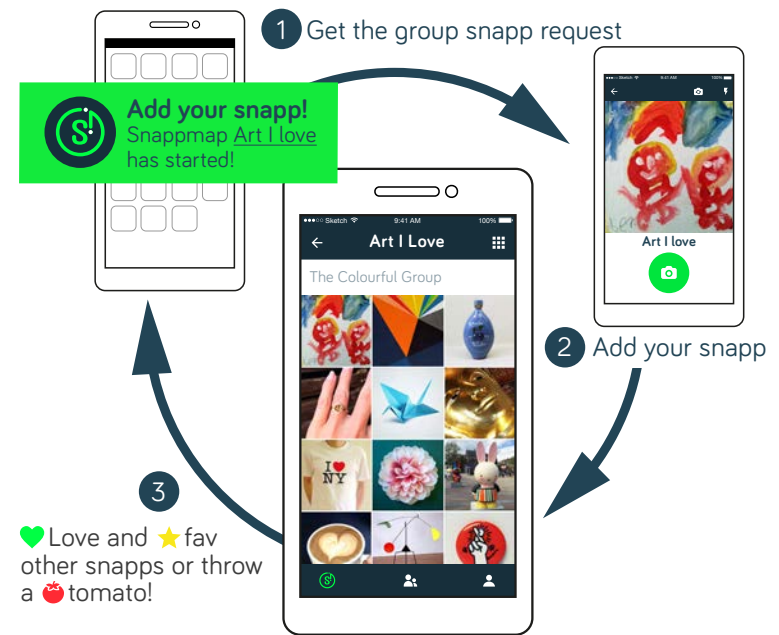 1 Get the group snapp request
Add your snapp!
Snappmap Art I love
has started!
Sketch 9:41 AM 100%
Art I love
2 Add your snapp
Sketch 9:41 AM 100%
Art I Love
The Colourful Group
I ♥
NY
3
Love and fav
other snapps or throw
a tomato!